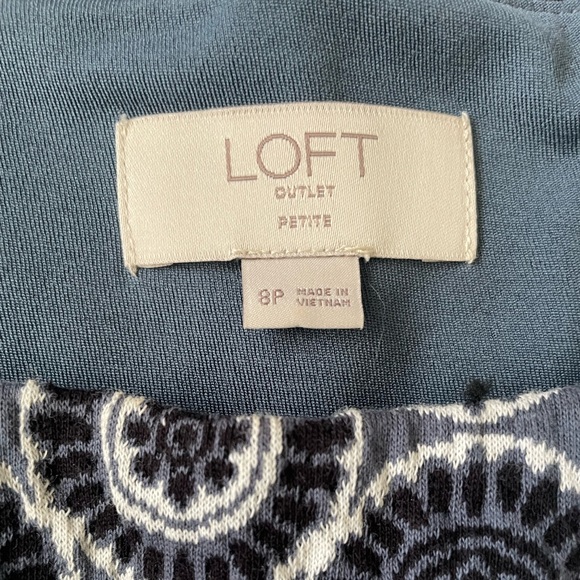 LOFT
OUTLET
PETITE
8P MADE IN
VIETNAM